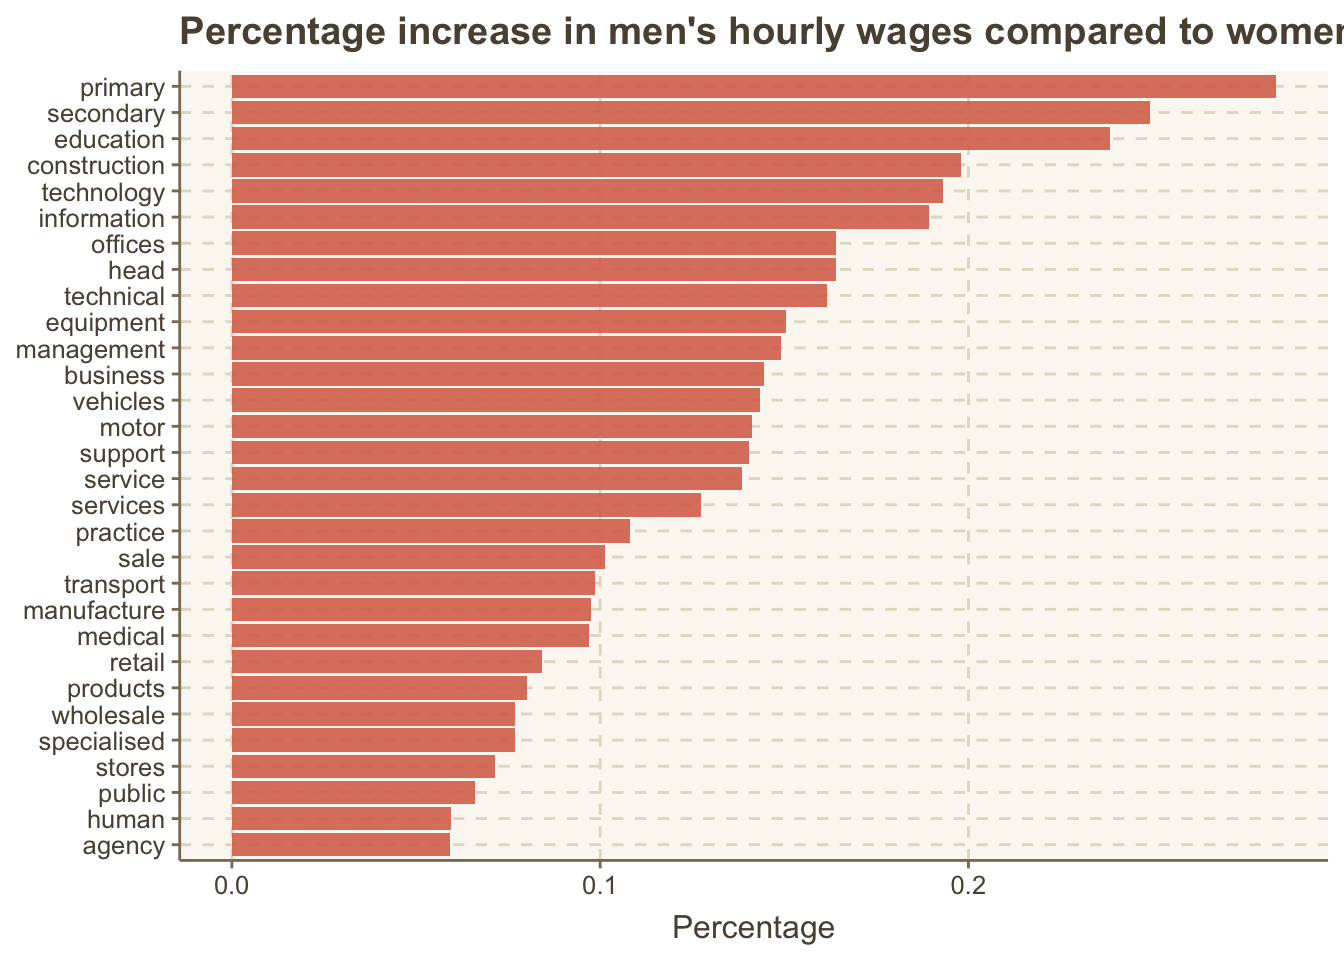 Percentage increase in men's hourly wages compared to women
primary
secondary
education
construction
technology
information
offices
head
technical
equipment
management
business
vehicles
motor
support
service
services
practice
sale
transport
manufacture
medical
retail
products
wholesale
specialised
stores
public
human
agency
0.0 0.1 0.2
Percentage